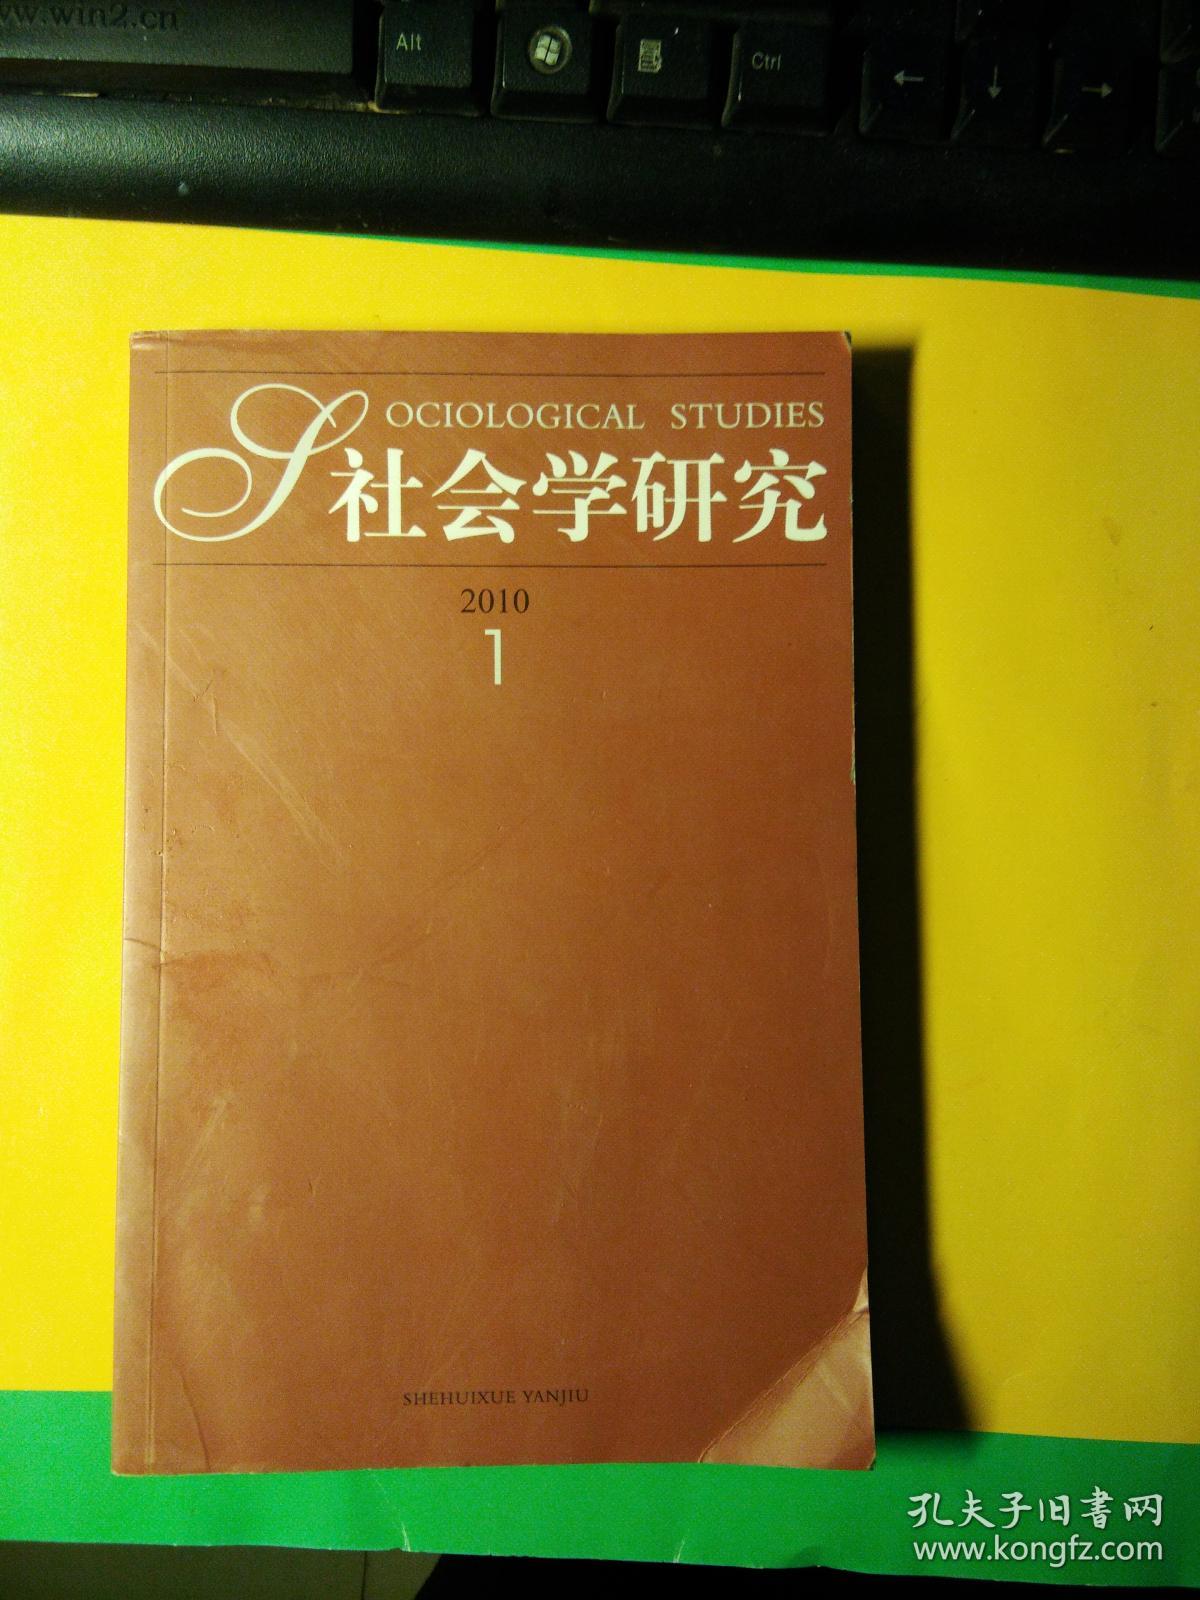 www.win2.cn
Alt
Ctrl
SOCIOLOGICAL STUDIES
社会学研究
2010
1
SHEHUIXUE YANJIU
孔夫子旧书网
www.kongfz.com